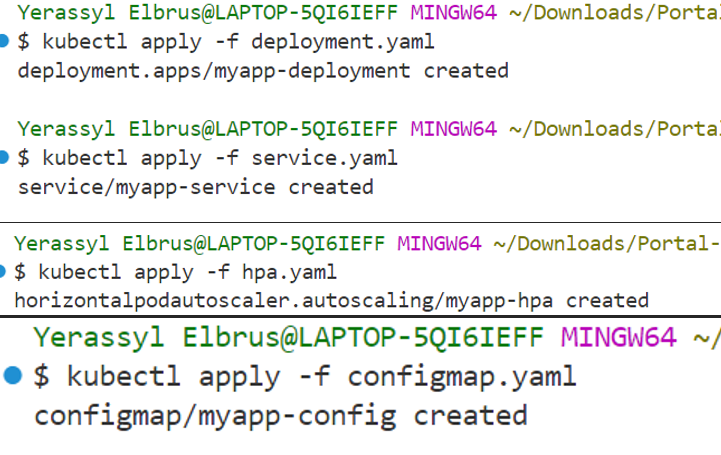 Yerassyl Elbrus@LAPTOP-5QI6IEFF MINGW64 ~/Downloads/Portal
$ kubectl apply -f deployment.yaml
deployment.apps/myapp-deployment created
Yerassyl Elbrus@LAPTOP-5QI6IEFF MINGW64 ~/Downloads/Portal
$ kubectl apply -f service.yaml
service/myapp-service created
Yerassyl Elbrus@LAPTOP-5QI6IEFF MINGW64 ~/Downloads/Portal-
$ kubectl apply -f hpa.yaml
horizontalpodautoscaler.autoscaling/myapp-hpa created
Yerassyl Elbrus@LAPTOP-5QI6IEFF MINGW64 ~/
$ kubectl apply -f configmap.yaml
configmap/myapp-config created